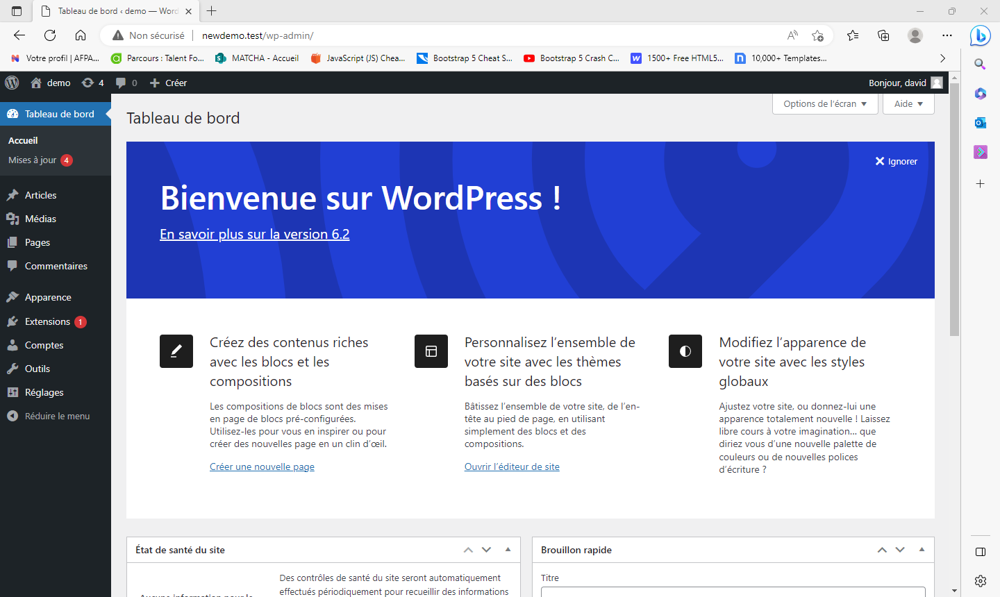 Tableau de bord ‹ demo — Word
Non sécurisé
newdemo.test/wp-admin/
Votre profil | AFPA...
Parcours : Talent Fo...
MATCHA - Accueil
JavaScript (JS) Chea...
Bootstrap 5 Cheat S...
Bootstrap 5 Crash C...
1500+ Free HTML5...
10,000+ Templates...
demo
4
0
Créer
Bonjour, david
Tableau de bord
Accueil
Mises à jour 4
Articles
Médias
Pages
Commentaires
Apparence
Extensions 1
Comptes
Outils
Réglages
Réduire le menu
Options de l’écran
Aide
Tableau de bord
Ignorer
Bienvenue sur WordPress !
En savoir plus sur la version 6.2
Créez des contenus riches
avec les blocs et les
compositions
Les compositions de blocs sont des mises
en page de blocs pré-configurées.
Utilisez-les pour vous en inspirer ou pour
créer des nouvelles page en un clin d’œil.
Créer une nouvelle page
Personnalisez l’ensemble de
votre site avec les thèmes
basés sur des blocs
Bâtissez l’ensemble de votre site, de l’en-
tête au pied de page, en utilisant
simplement des blocs et des
compositions.
Ouvrir l’éditeur de site
Modifiez l’apparence de
votre site avec les styles
globaux
Ajustez votre site, ou donnez-lui une
apparence totalement nouvelle ! Laissez
libre cours à votre imagination… que
diriez vous d’une nouvelle palette de
couleurs ou de nouvelles polices
d’écriture ?
État de santé du site
Des contrôles de santé du site seront automatiquement
effectués périodiquement pour recueillir des informations
Aucune information pour le
Brouillon rapide
Titre